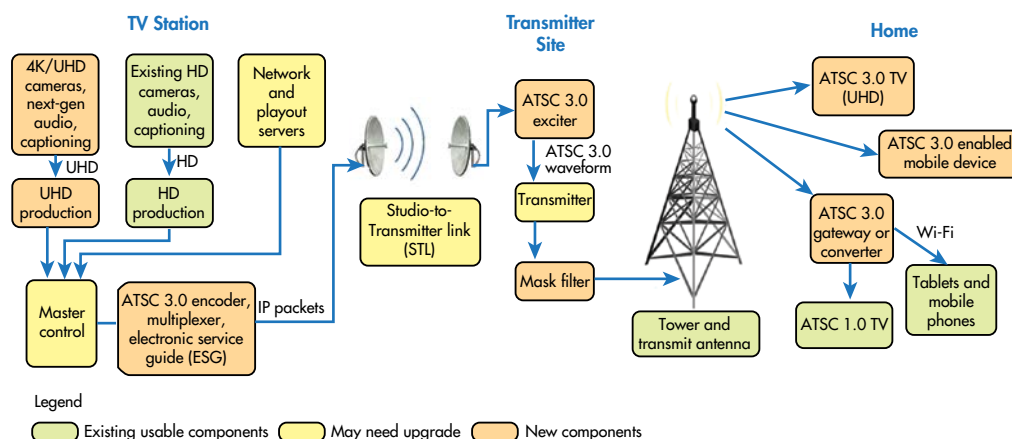 TV Station
Transmitter
Site
Home
4K/UHD
cameras,
next-gen
audio,
captioning
Existing HD
cameras,
audio,
captioning
Network
and
playout
servers
UHD
HD
UHD
production
HD
production
Master
control
ATSC 3.0 encoder,
multiplexer,
electronic service
guide (ESG)
IP packets
Studio-to-
Transmitter link
(STL)
ATSC 3.0
exciter
ATSC 3.0
waveform
Transmitter
Mask filter
Tower and
transmit antenna
ATSC 3.0 TV
(UHD)
ATSC 3.0 enabled
mobile device
ATSC 3.0
gateway or
converter
Wi-Fi
ATSC 1.0 TV
Tablets and
mobile
phones
Legend
Existing usable components
May need upgrade
New components